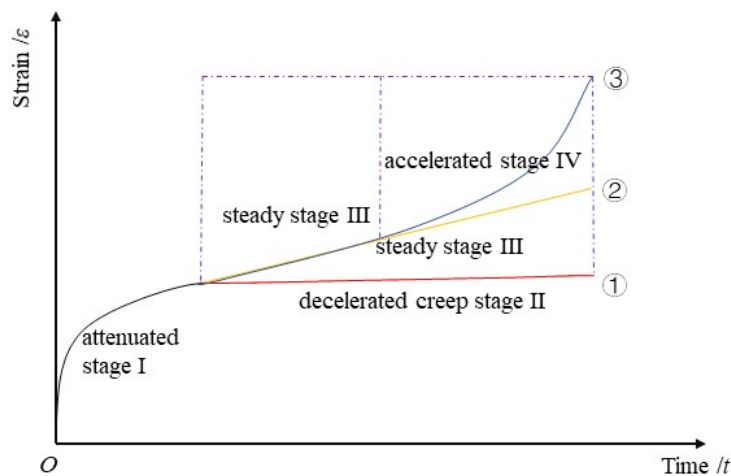 Strain /ε
③
accelerated stage IV
②
steady stage III
steady stage III
①
decelerated creep stage II
attenuated
stage I
O
Time /t